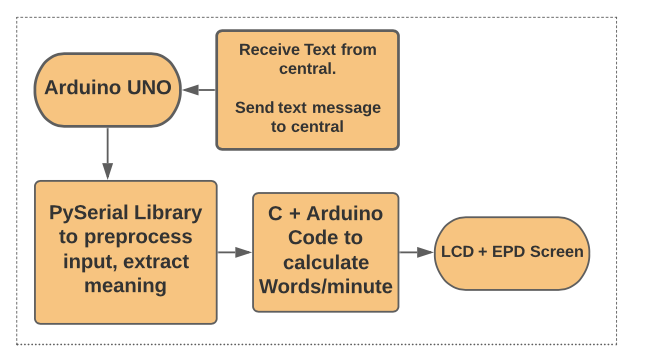 Receive Text from
central.
Send text message
to central
Arduino UNO
PySerial Library
to preprocess
input, extract
meaning
C + Arduino
Code to
calculate
Words/minute
LCD + EPD Screen